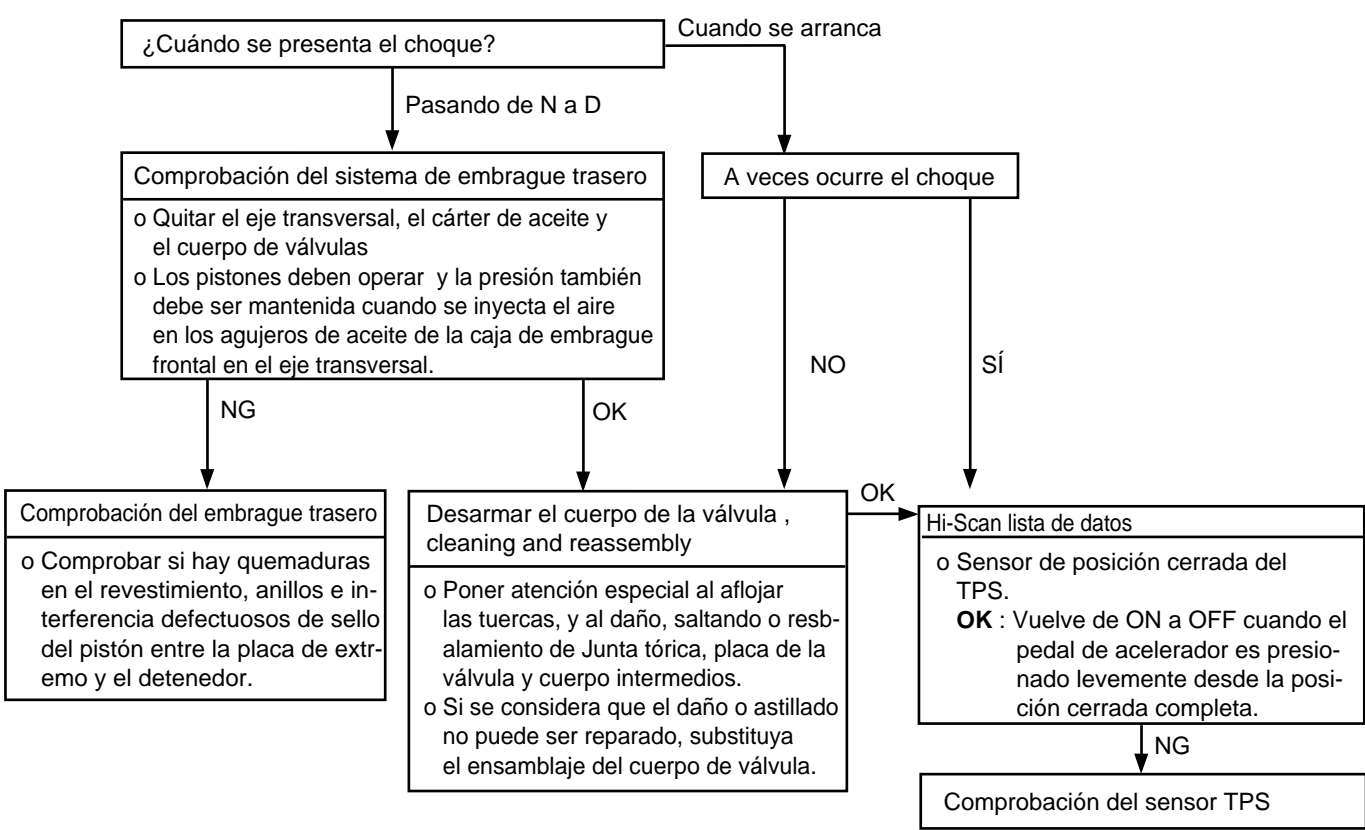 ¿Cuándo se presenta el choque?
Cuando se arranca
Pasando de N a D
Comprobación del sistema de embrague trasero
o Quitar el eje transversal, el cárter de aceite y
el cuerpo de válvulas
o Los pistones deben operar y la presión también
debe ser mantenida cuando se inyecta el aire
en los agujeros de aceite de la caja de embrague
frontal en el eje transversal.
A veces ocurre el choque
NG
OK
NO
SÍ
Comprobación del embrague trasero
o Comprobar si hay quemaduras
en el revestimiento, anillos e in-
terferencia defectuosos de sello
del pistón entre la placa de extr-
emo y el detenedor.
Desarmar el cuerpo de la válvula ,
cleaning and reassembly
o Poner atención especial al aflojar
las tuercas, y al daño, saltando o resb-
alamiento de Junta tórica, placa de la
válvula y cuerpo intermedios.
o Si se considera que el daño o astillado
no puede ser reparado, substituya
el ensamblaje del cuerpo de válvula.
OK
Hi-Scan lista de datos
o Sensor de posición cerrada del
TPS.
OK : Vuelve de ON a OFF cuando el
pedal de acelerador es presio-
nado levemente desde la posi-
ción cerrada completa.
NG
Comprobación del sensor TPS